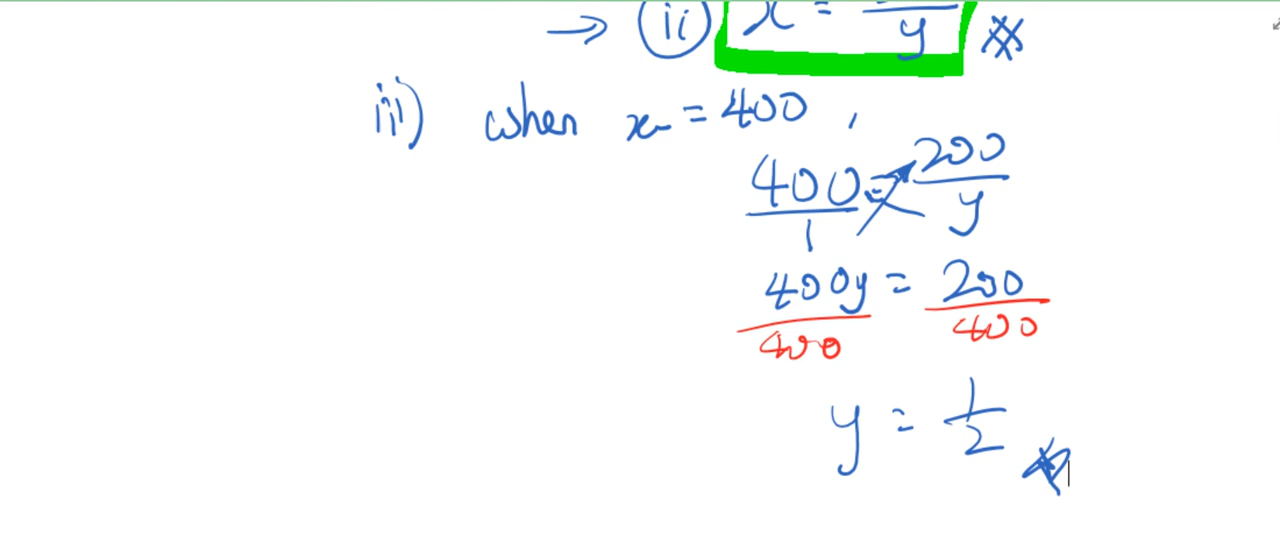 → (ii) x = /y
iii) when x = 400 ,
400/1 = 200/y
400y/400 = 200/400
y = 1/2